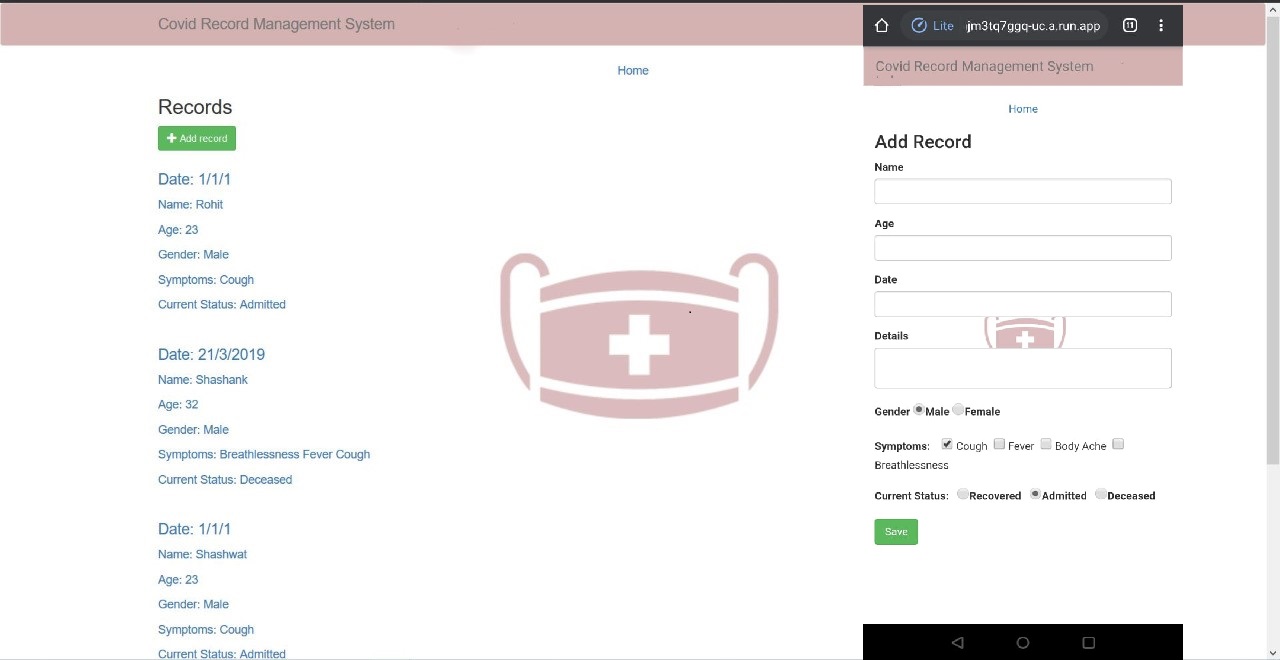 Covid Record Management System
Home
Records
Add record
Date: 1/1/1
Name: Rohit
Age: 23
Gender: Male
Symptoms: Cough
Current Status: Admitted
Date: 21/3/2019
Name: Shashank
Age: 32
Gender: Male
Symptoms: Breathlessness Fever Cough
Current Status: Deceased
Date: 1/1/1
Name: Shashwat
Age: 23
Gender: Male
Symptoms: Cough
Current Status: Admitted
Lite jm3tq7ggq-uc.a.run.app 11
Covid Record Management System
Home
Add Record
Name
Age
Date
Details
Gender Male Female
Symptoms: Cough Fever Body Ache
Breathlessness
Current Status: Recovered Admitted Deceased
Save